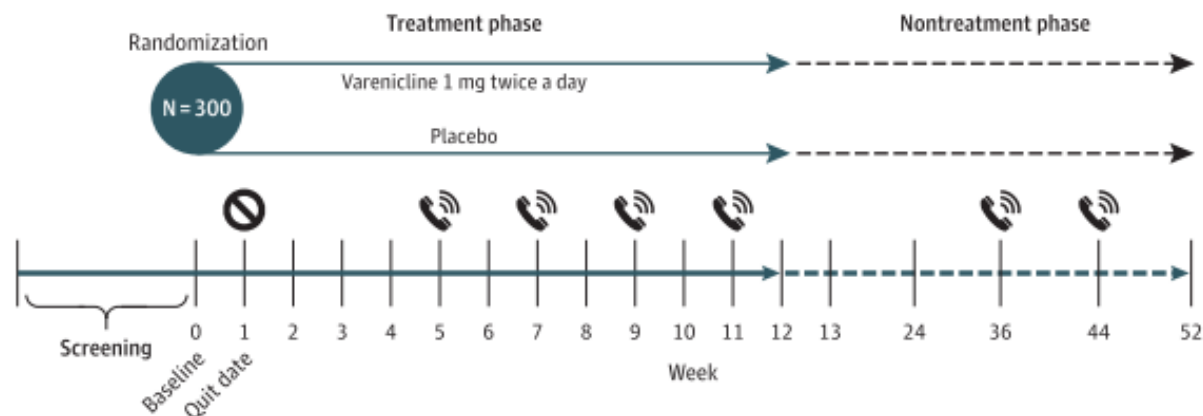 Treatment phase
Nontreatment phase
Randomization
N = 300
Varenicline 1 mg twice a day
Placebo
0 1 2 3 4 5 6 7 8 9 10 11 12 13 24 36 44 52
Screening
Baseline
Quit date
Week